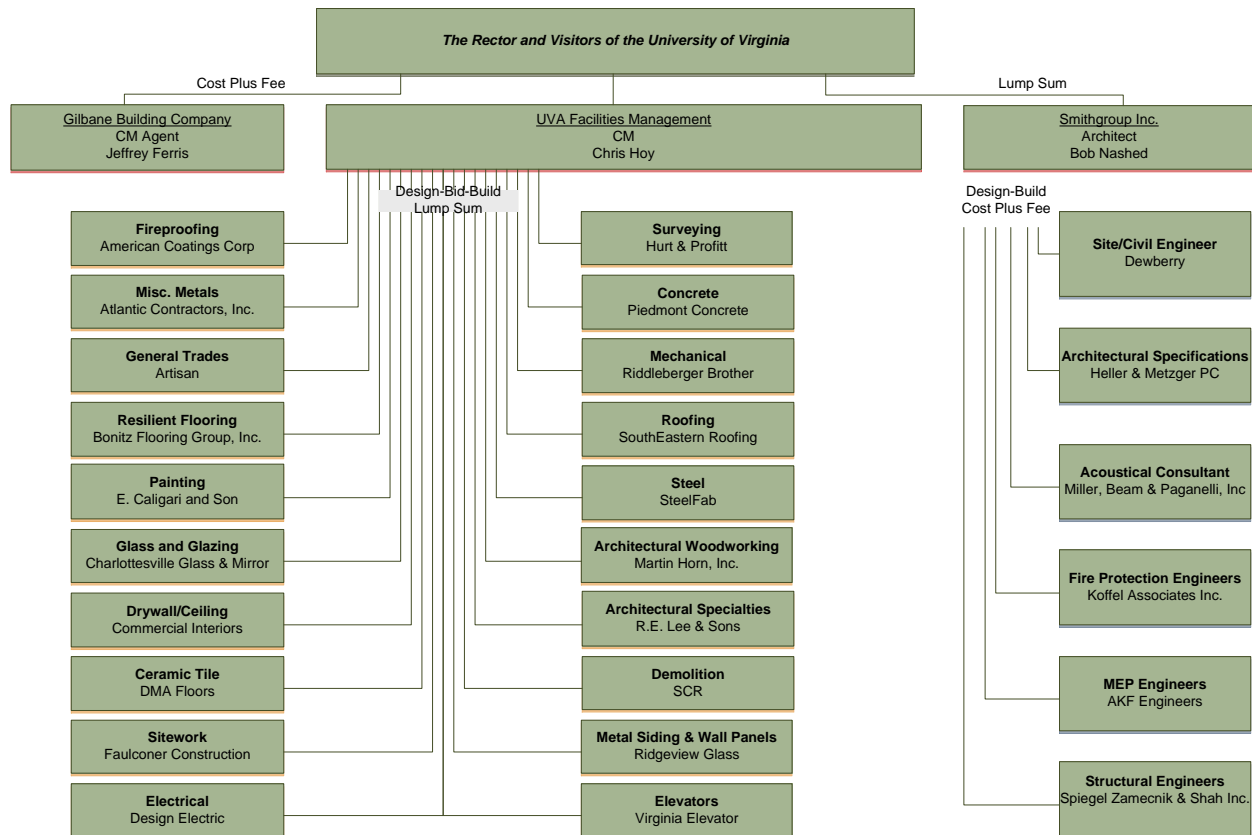 The Rector and Visitors of the University of Virginia
Cost Plus Fee
Lump Sum
Gilbane Building Company
CM Agent
Jeffrey Ferris
UVA Facilities Management
CM
Chris Hoy
Smithgroup Inc.
Architect
Bob Nashed
Design-Bid-Build
Lump Sum
Design-Build
Cost Plus Fee
Fireproofing
American Coatings Corp
Misc. Metals
Atlantic Contractors, Inc.
General Trades
Artisan
Resilient Flooring
Bonitz Flooring Group, Inc.
Painting
E. Caligari and Son
Glass and Glazing
Charlottesville Glass & Mirror
Drywall/Ceiling
Commercial Interiors
Ceramic Tile
DMA Floors
Sitework
Faulconer Construction
Electrical
Design Electric
Surveying
Hurt & Profitt
Concrete
Piedmont Concrete
Mechanical
Riddleberger Brother
Roofing
SouthEastern Roofing
Steel
SteelFab
Architectural Woodworking
Martin Horn, Inc.
Architectural Specialties
R.E. Lee & Sons
Demolition
SCR
Metal Siding & Wall Panels
Ridgeview Glass
Elevators
Virginia Elevator
Site/Civil Engineer
Dewberry
Architectural Specifications
Heller & Metzger PC
Acoustical Consultant
Miller, Beam & Paganelli, Inc
Fire Protection Engineers
Koffel Associates Inc.
MEP Engineers
AKF Engineers
Structural Engineers
Spiegel Zamecnik & Shah Inc.